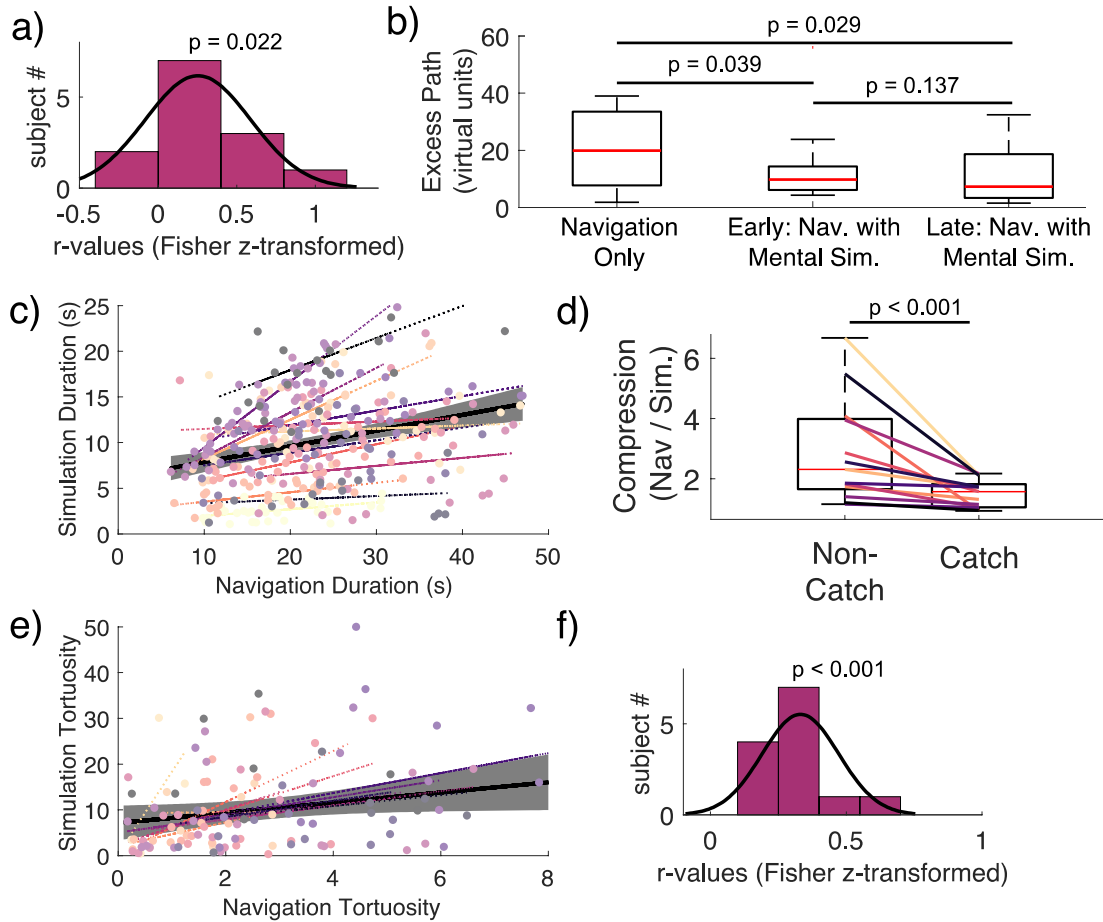 a)
p = 0.022
subject #
5
0
-0.5 0 0.5 1
r-values (Fisher z-transformed)
b)
Excess Path
(virtual units)
60
40
20
0
p = 0.029
p = 0.039
p = 0.137
Navigation
Only
Early: Nav. with
Mental Sim.
Late: Nav. with
Mental Sim.
c)
Simulation Duration (s)
25
20
15
10
5
0
0 10 20 30 40 50
Navigation Duration (s)
d)
p < 0.001
Compression
(Nav / Sim.)
6
4
2
Non-
Catch
Catch
e)
Simulation Tortuosity
50
40
30
20
10
0
0 2 4 6 8
Navigation Tortuosity
f)
p < 0.001
subject #
5
0
0 0.5 1
r-values (Fisher z-transformed)